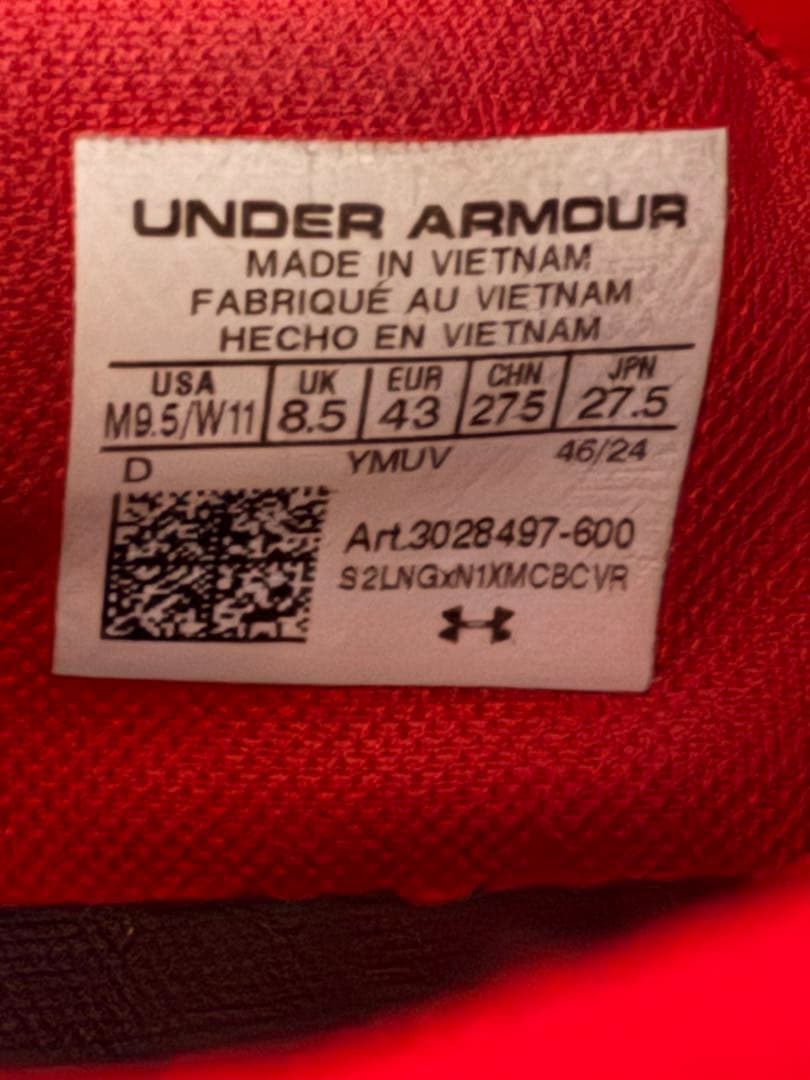 UNDER ARMOUR
MADE IN VIETNAM
FABRIQUÉ AU VIETNAM
HECHO EN VIETNAM
USA UK EUR CHN JPN
M9.5/W11 8.5 43 275 27.5
D YMUV 46/24
Art.3028497-600
S2LNGxN1XMCBCVR